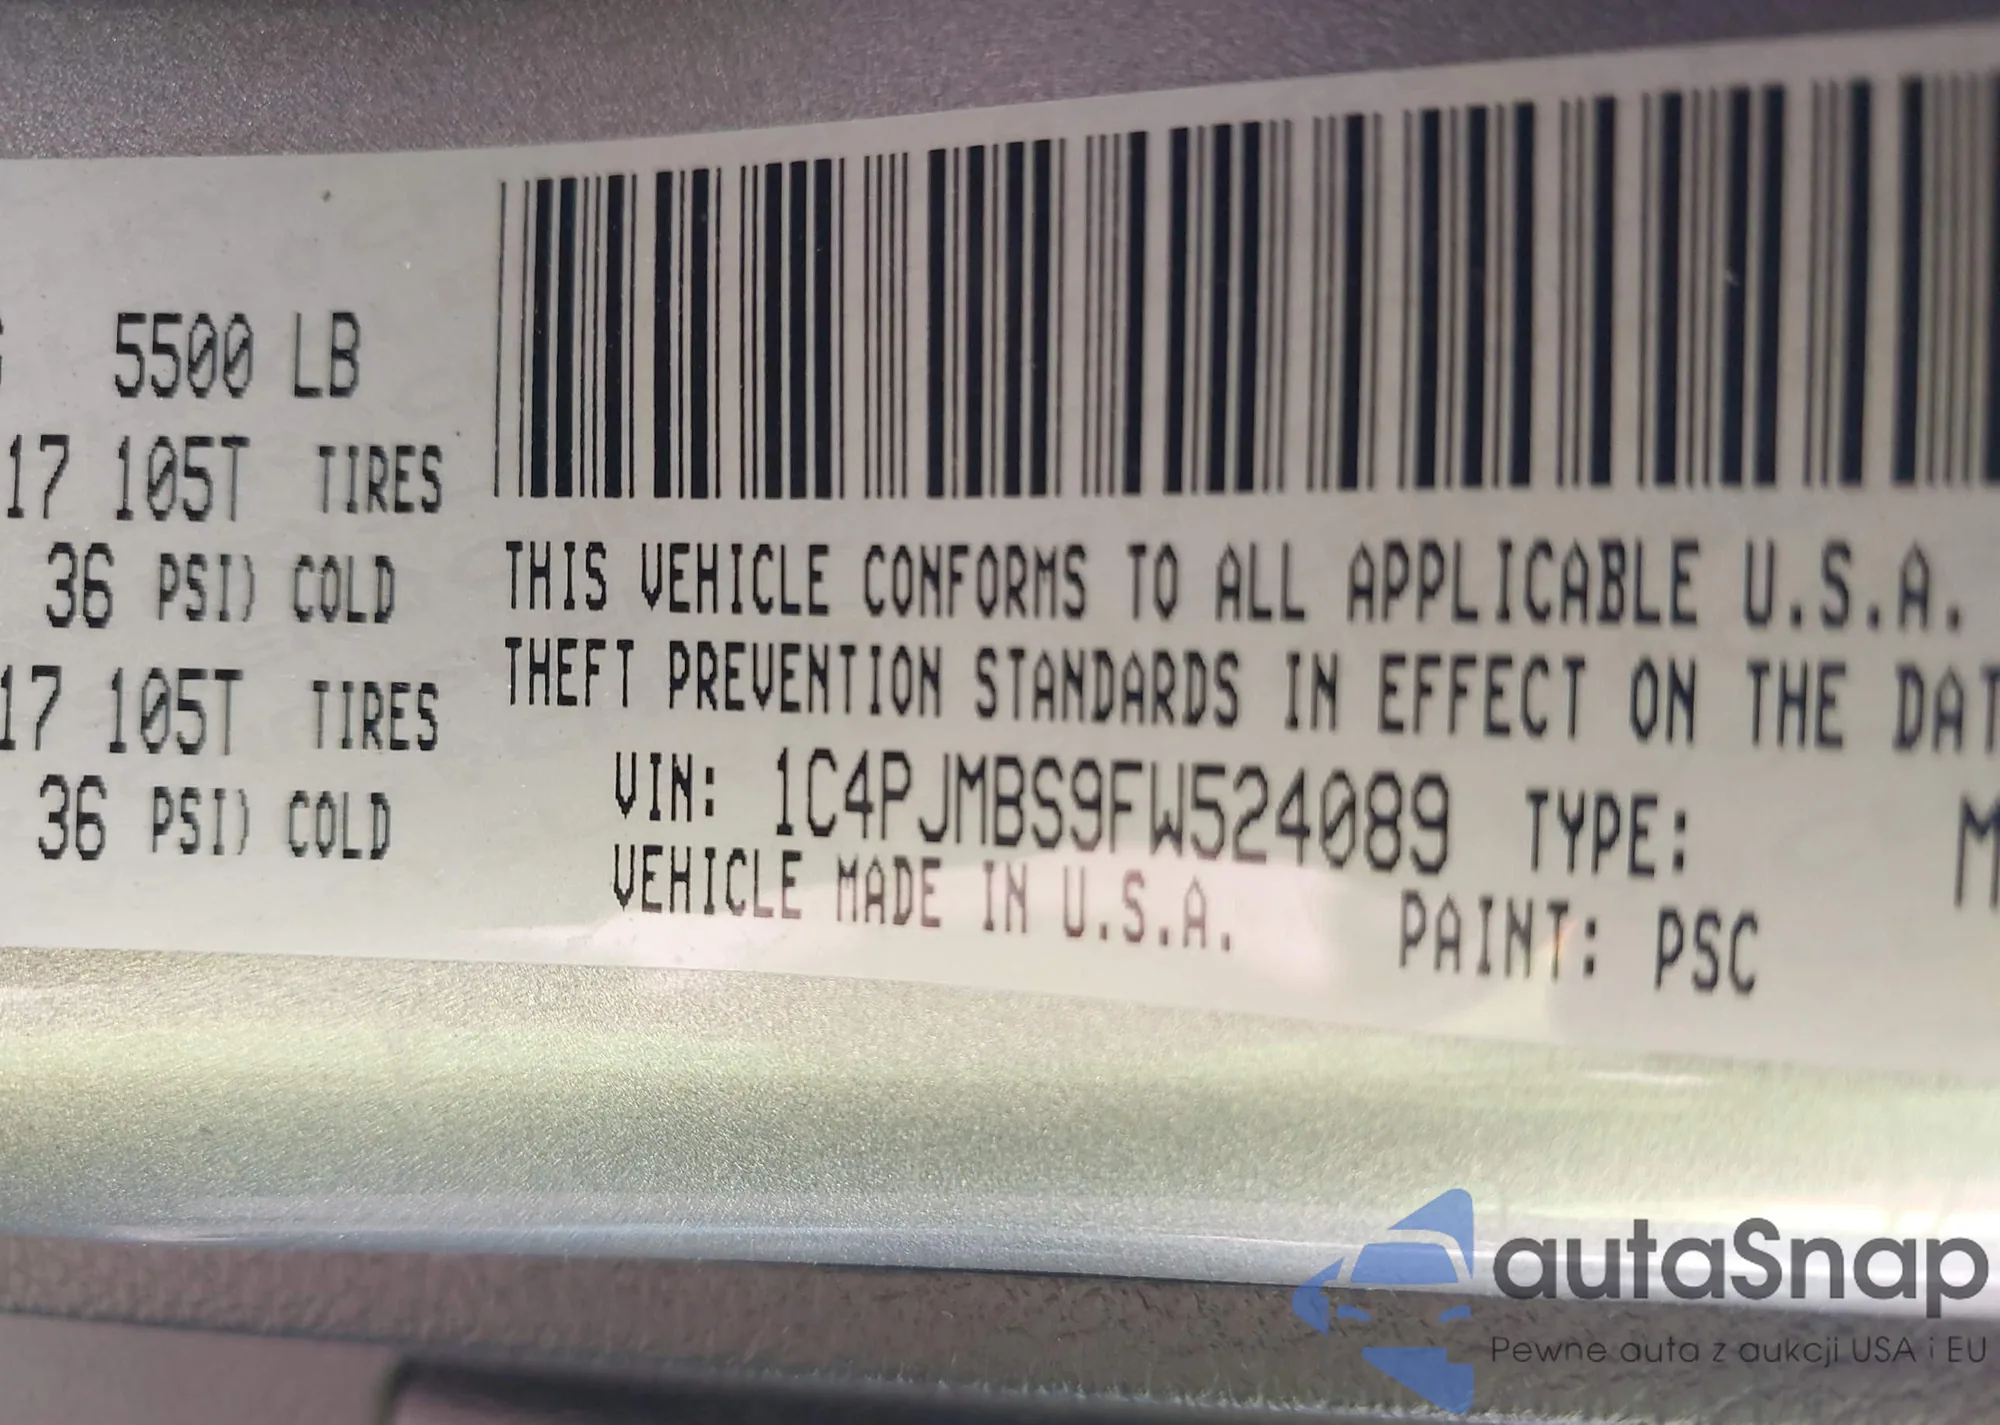 5500 LB
17 105T TIRES
36 PSI) COLD
17 105T TIRES
36 PSI) COLD
THIS VEHICLE CONFORMS TO ALL APPLICABLE U.S.A.
THEFT PREVENTION STANDARDS IN EFFECT ON THE DAT
VIN: 1C4PJMBS9FW524089 TYPE: M
VEHICLE MADE IN U.S.A. PAINT: PSC
autaSnap
Pewne auta z aukcji USA i EU